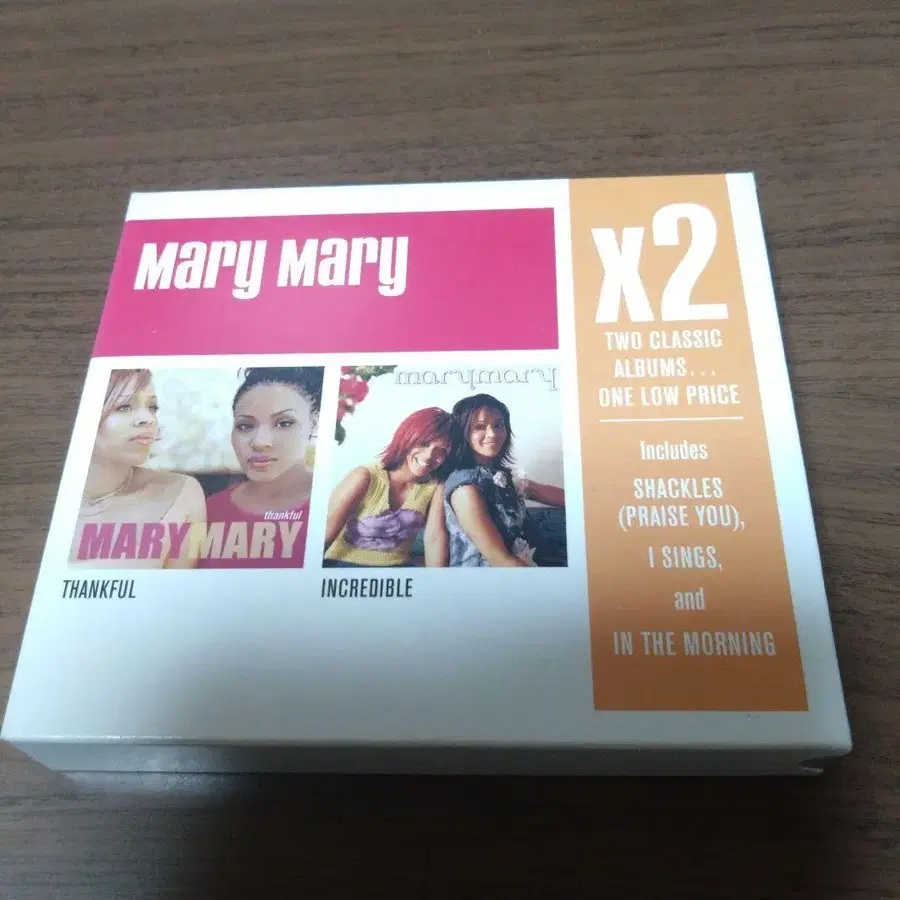 Mary Mary
x2
TWO CLASSIC
ALBUMS...
ONE LOW PRICE
Includes
SHACKLES
(PRAISE YOU),
I SINGS,
and
IN THE MORNING
thankful
MARYMARY
marymary
THANKFUL
INCREDIBLE